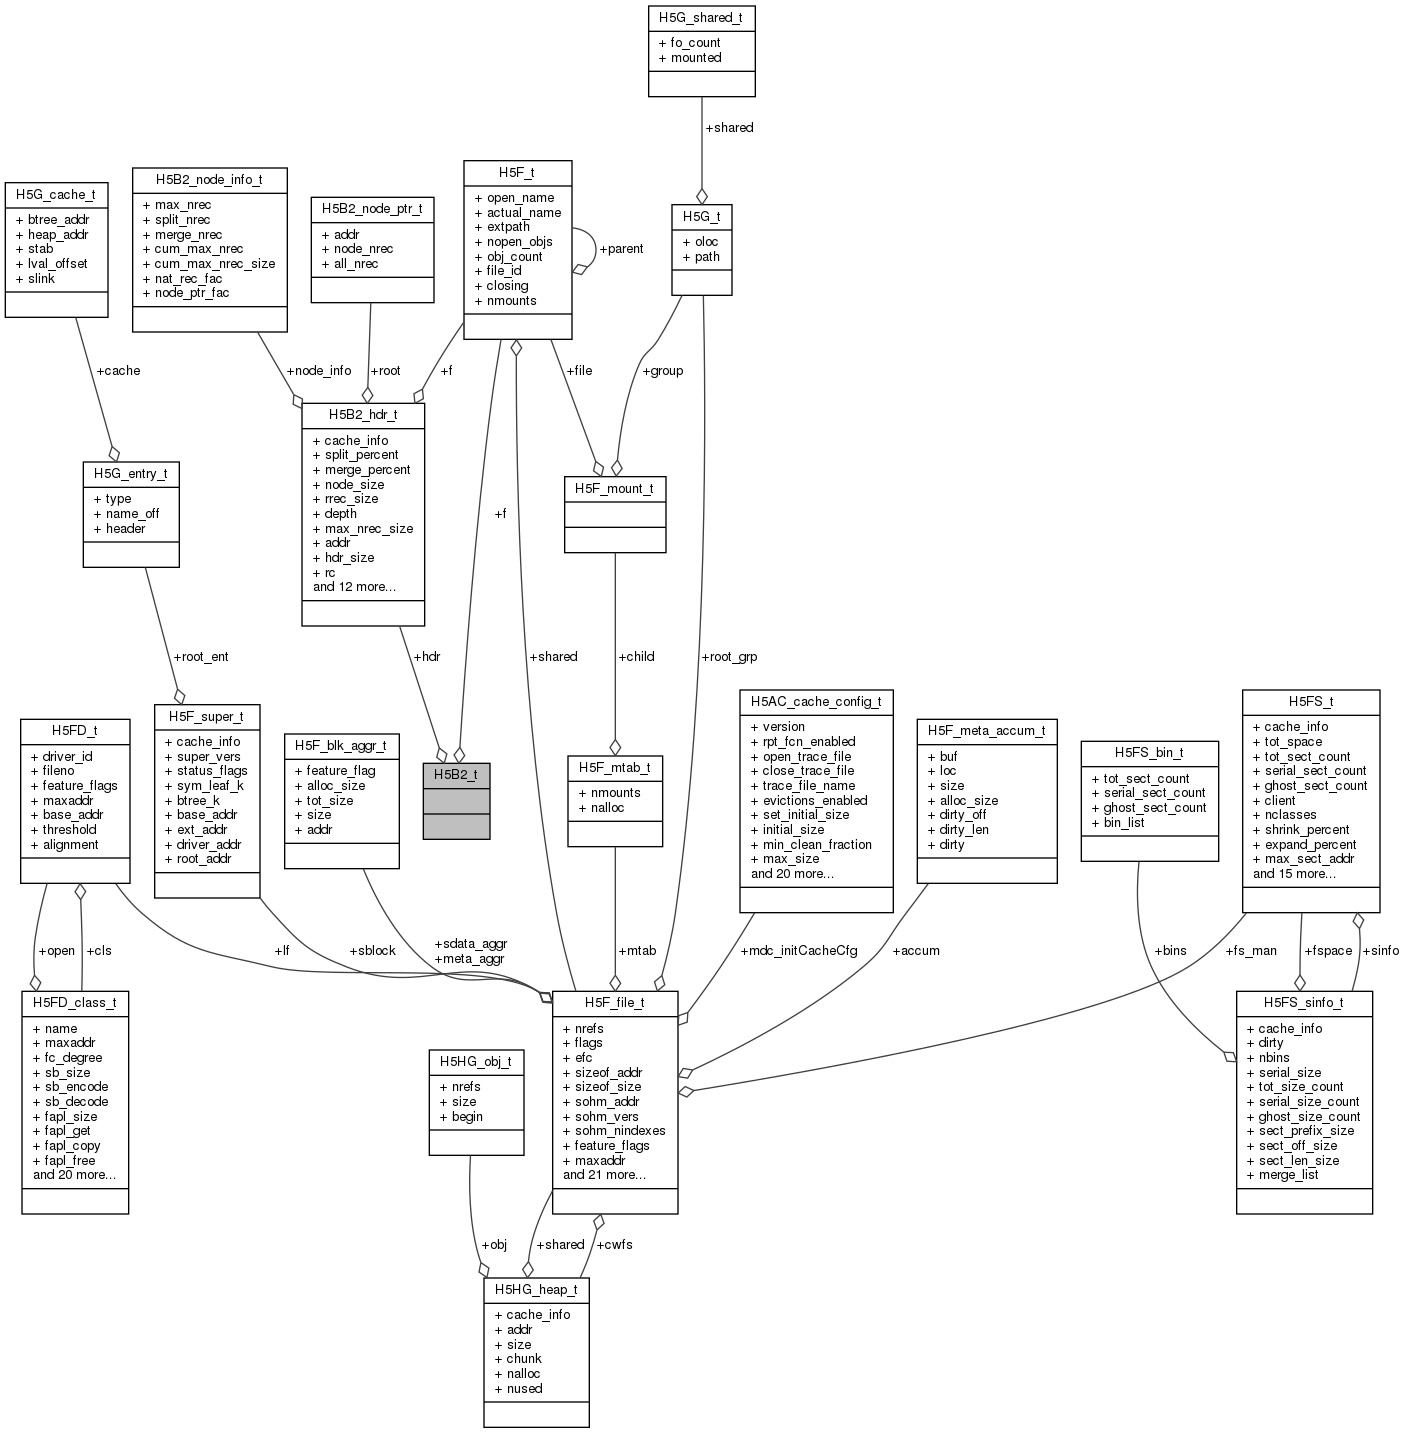 H5G_shared_t
+ fo_count
+ mounted
+shared
H5G_cache_t
+ btree_addr
+ heap_addr
+ stab
+ lval_offset
+ slink
H5B2_node_info_t
+ max_nrec
+ split_nrec
+ merge_nrec
+ cum_max_nrec
+ cum_max_nrec_size
+ nat_rec_fac
+ node_ptr_fac
H5B2_node_ptr_t
+ addr
+ node_nrec
+ all_nrec
H5F_t
+ open_name
+ actual_name
+ extpath
+ nopen_objs
+ obj_count
+ file_id
+ closing
+ nmounts
+parent
H5G_t
+ oloc
+ path
+cache
+node_info
+root
+f
+file
+group
H5G_entry_t
+ type
+ name_off
+ header
H5B2_hdr_t
+ cache_info
+ split_percent
+ merge_percent
+ node_size
+ rrec_size
+ depth
+ max_nrec_size
+ addr
+ hdr_size
+ rc
and 12 more...
+f
H5F_mount_t
+root_ent
+hdr
+shared
+child
+root_grp
H5FD_t
+ driver_id
+ fileno
+ feature_flags
+ maxaddr
+ base_addr
+ threshold
+ alignment
H5F_super_t
+ cache_info
+ super_vers
+ status_flags
+ sym_leaf_k
+ btree_k
+ base_addr
+ ext_addr
+ driver_addr
+ root_addr
H5F_blk_aggr_t
+ feature_flag
+ alloc_size
+ tot_size
+ size
+ addr
H5B2_t
H5F_mtab_t
+ nmounts
+ nalloc
H5AC_cache_config_t
+ version
+ rpt_fcn_enabled
+ open_trace_file
+ close_trace_file
+ trace_file_name
+ evictions_enabled
+ set_initial_size
+ initial_size
+ min_clean_fraction
+ max_size
and 20 more...
H5F_meta_accum_t
+ buf
+ loc
+ size
+ alloc_size
+ dirty_off
+ dirty_len
+ dirty
H5FS_bin_t
+ tot_sect_count
+ serial_sect_count
+ ghost_sect_count
+ bin_list
H5FS_t
+ cache_info
+ tot_space
+ tot_sect_count
+ serial_sect_count
+ ghost_sect_count
+ client
+ nclasses
+ shrink_percent
+ expand_percent
+ max_sect_addr
and 15 more...
+open
+cls
+lf
+sblock
+sdata_aggr
+meta_aggr
+mtab
+mdc_initCacheCfg
+accum
+bins
+fs_man
+fspace
+sinfo
H5FD_class_t
+ name
+ maxaddr
+ fc_degree
+ sb_size
+ sb_encode
+ sb_decode
+ fapl_size
+ fapl_get
+ fapl_copy
+ fapl_free
and 20 more...
H5HG_obj_t
+ nrefs
+ size
+ begin
H5F_file_t
+ nrefs
+ flags
+ efc
+ sizeof_addr
+ sizeof_size
+ sohm_addr
+ sohm_vers
+ sohm_nindexes
+ feature_flags
+ maxaddr
and 21 more...
H5FS_sinfo_t
+ cache_info
+ dirty
+ nbins
+ serial_size
+ tot_size_count
+ serial_size_count
+ ghost_size_count
+ sect_prefix_size
+ sect_off_size
+ sect_len_size
+ merge_list
+obj
+shared
+cwfs
H5HG_heap_t
+ cache_info
+ addr
+ size
+ chunk
+ nalloc
+ nused